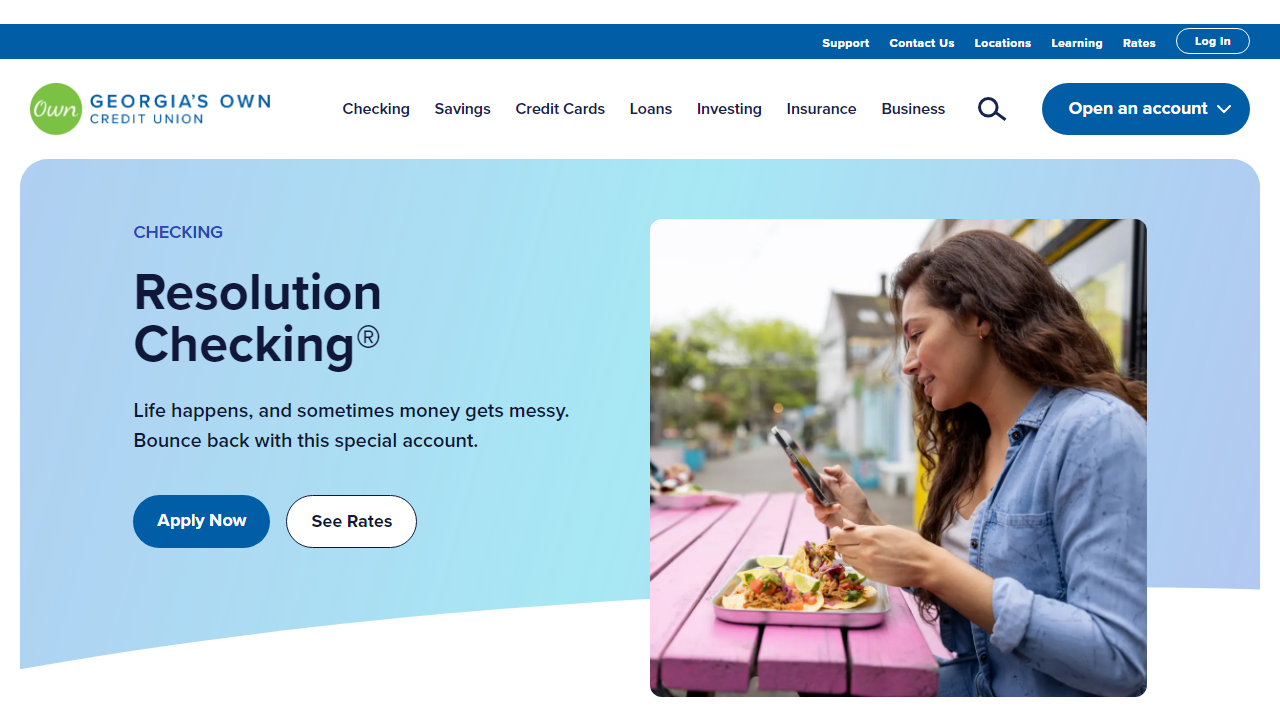 Support Contact Us Locations Learning Rates Log In
Own GEORGIA'S OWN
CREDIT UNION
Checking Savings Credit Cards Loans Investing Insurance Business Open an account
CHECKING
Resolution
Checking®
Life happens, and sometimes money gets messy.
Bounce back with this special account.
Apply Now See Rates